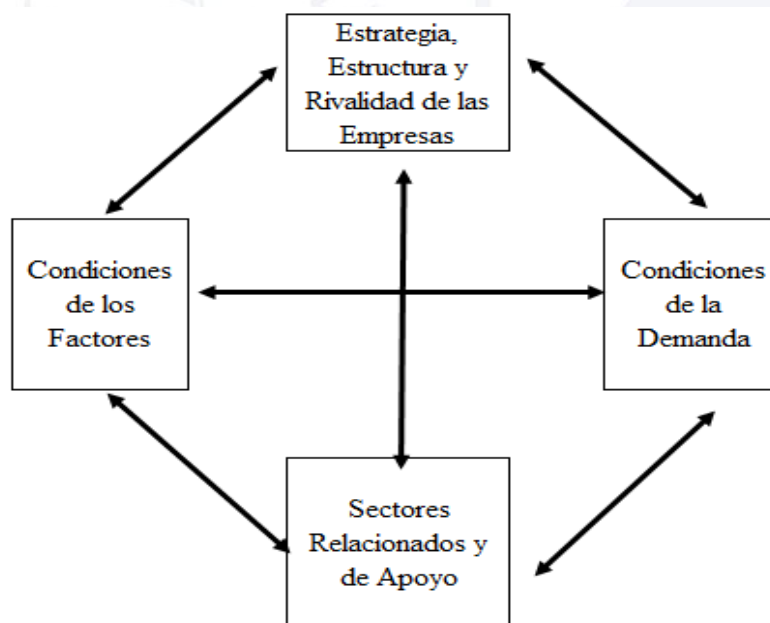 Estrategia,
Estructura y
Rivalidad de las
Empresas
Condiciones
de los
Factores
Condiciones
de la
Demanda
Sectores
Relacionados y
de Apoyo